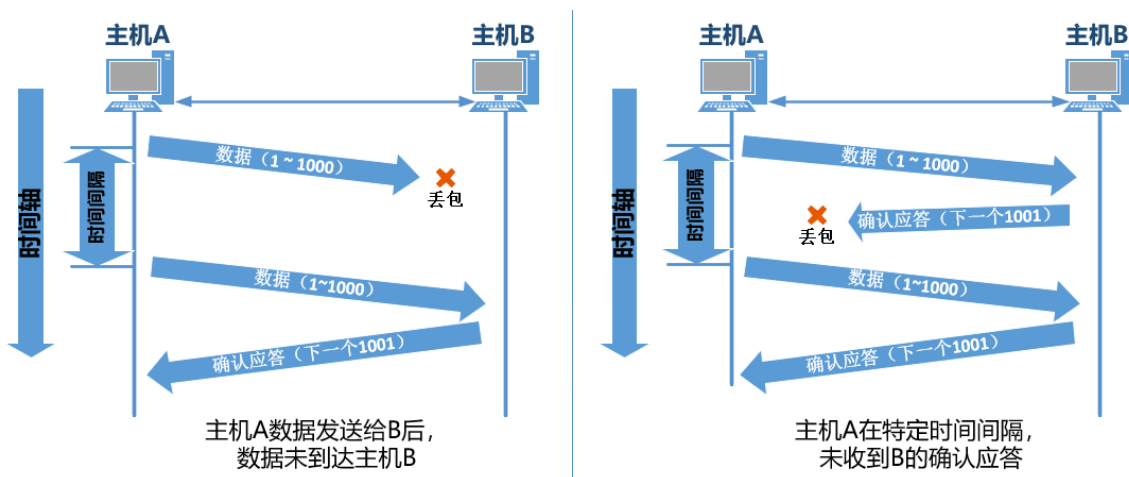 主机A
主机B
数据（1 ~ 1000）
丢包
时间间隔
时间轴
数据（1~1000）
确认应答（下一个1001）
主机A数据发送给B后，
数据未到达主机B
主机A
主机B
数据（1 ~ 1000）
确认应答（下一个1001）
丢包
时间间隔
时间轴
数据（1~1000）
确认应答（下一个1001）
主机A在特定时间间隔，
未收到B的确认应答